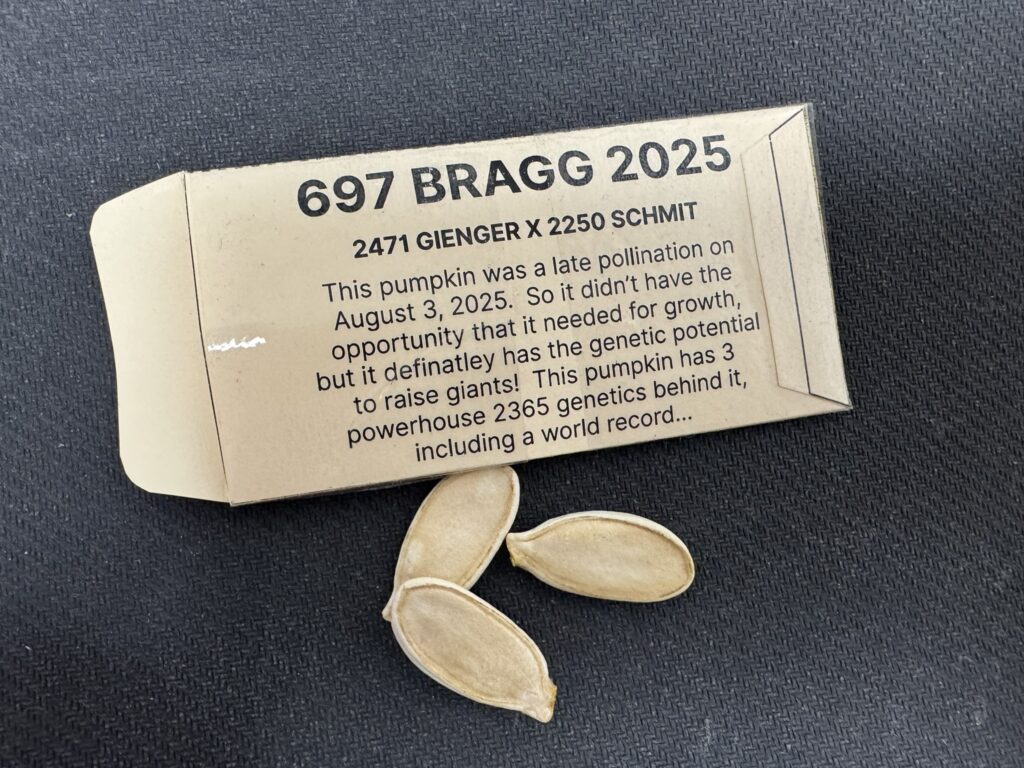 697 BRAGG 2025
2471 GIENGER X 2250 SCHMIT
This pumpkin was a late pollination on
August 3, 2025.  So it didn’t have the
opportunity that it needed for growth,
but it definatley has the genetic potential
to raise giants!  This pumpkin has 3
powerhouse 2365 genetics behind it,
including a world record...